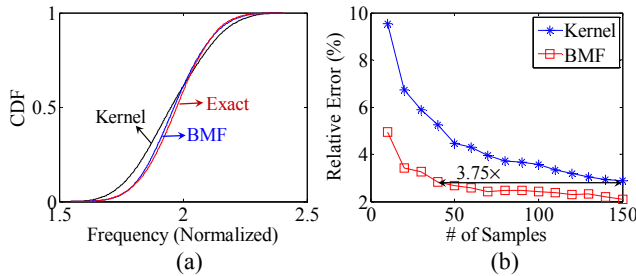 1
0.5
0
CDF
Kernel
Exact
BMF
1.5
2
2.5
Frequency (Normalized)
(a)
10
8
6
4
2
Relative Error (%)
Kernel
BMF
3.75×
0
50
100
150
# of Samples
(b)